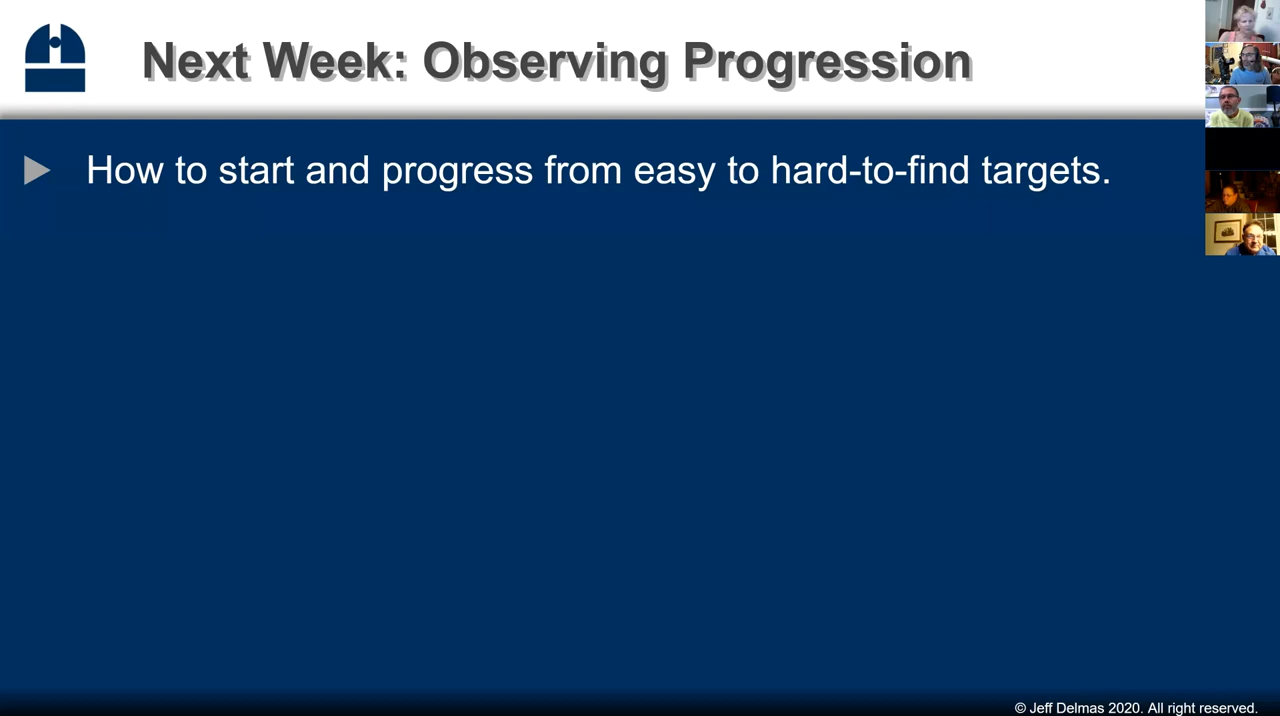 Next Week: Observing Progression
How to start and progress from easy to hard-to-find targets.
© Jeff Delmas 2020. All right reserved.